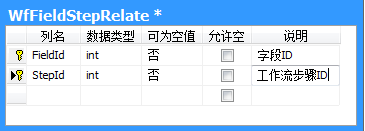 WfFieldStepRelate *
列名 数据类型 可为空值 允许空 说明
FieldId int 否 字段ID
StepId int 否 工作流步骤ID